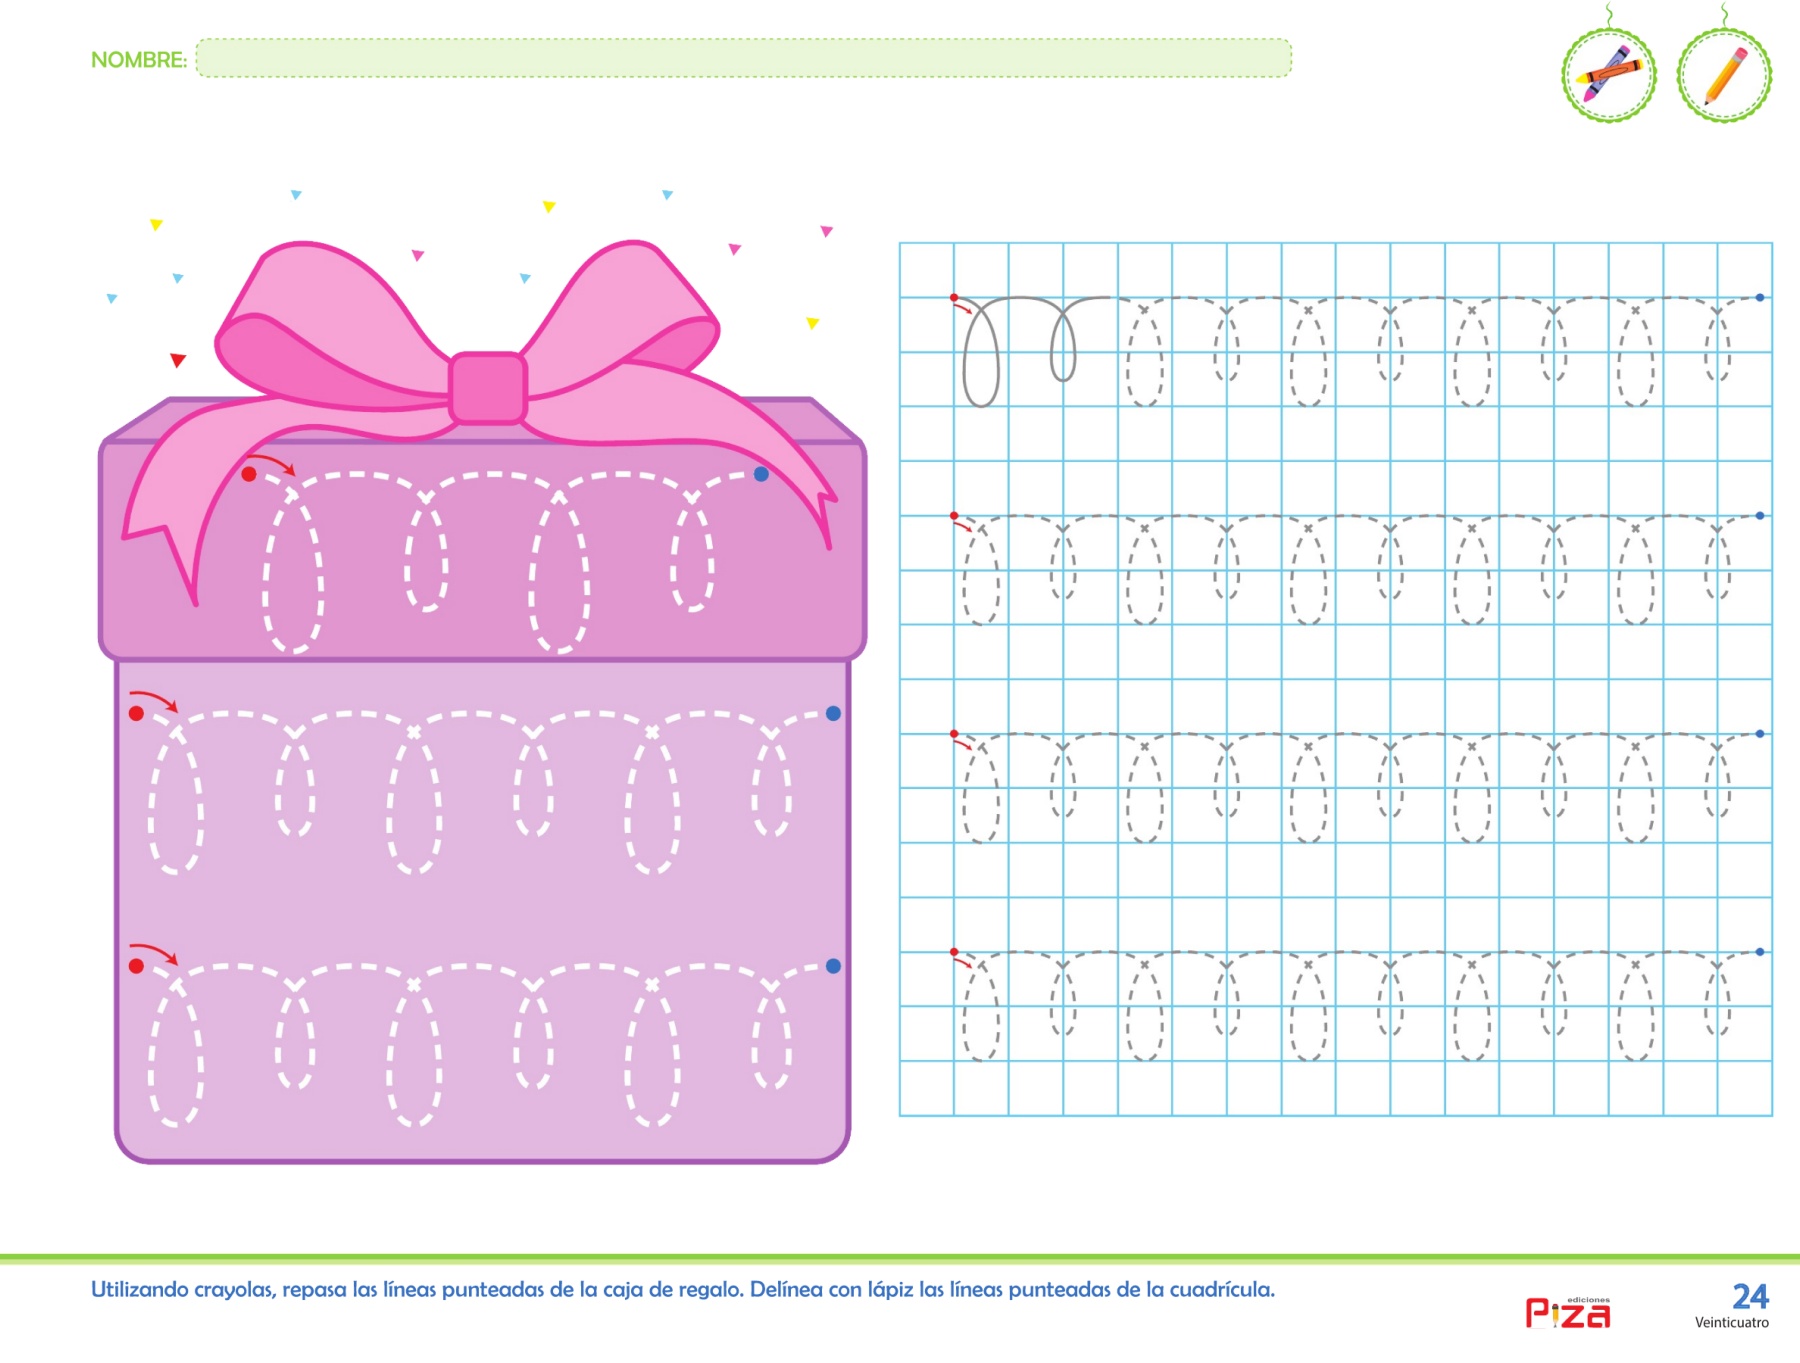 NOMBRE:
Utilizando crayolas, repasa las líneas punteadas de la caja de regalo. Delínea con lápiz las líneas punteadas de la cuadrícula.
ediciones
Piza
24
Veinticuatro